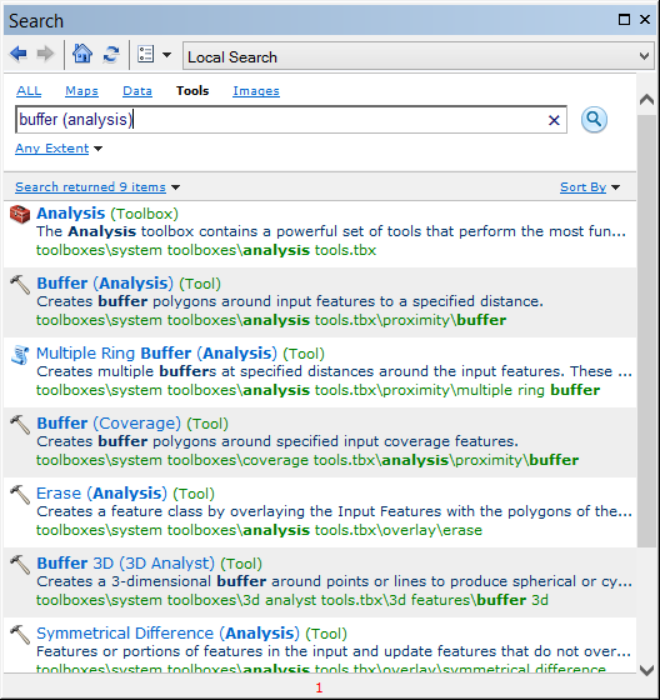 Search
Local Search
ALL Maps Data Tools Images
buffer (analysis)
Any Extent
Search returned 9 items Sort By
Analysis (Toolbox)
The Analysis toolbox contains a powerful set of tools that perform the most fun...
toolboxes\system toolboxes\analysis tools.tbx
Buffer (Analysis) (Tool)
Creates buffer polygons around input features to a specified distance.
toolboxes\system toolboxes\analysis tools.tbx\proximity\buffer
Multiple Ring Buffer (Analysis) (Tool)
Creates multiple buffers at specified distances around the input features. These ...
toolboxes\system toolboxes\analysis tools.tbx\proximity\multiple ring buffer
Buffer (Coverage) (Tool)
Creates buffer polygons around specified input coverage features.
toolboxes\system toolboxes\coverage tools.tbx\analysis\proximity\buffer
Erase (Analysis) (Tool)
Creates a feature class by overlaying the Input Features with the polygons of the...
toolboxes\system toolboxes\analysis tools.tbx\overlay\erase
Buffer 3D (3D Analyst) (Tool)
Creates a 3-dimensional buffer around points or lines to produce spherical or cy...
toolboxes\system toolboxes\3d analyst tools.tbx\3d features\buffer 3d
Symmetrical Difference (Analysis) (Tool)
Features or portions of features in the input and update features that do not over...
toolboxes\system toolboxes\analysis tools.tbx\overlay\symmetrical difference
1